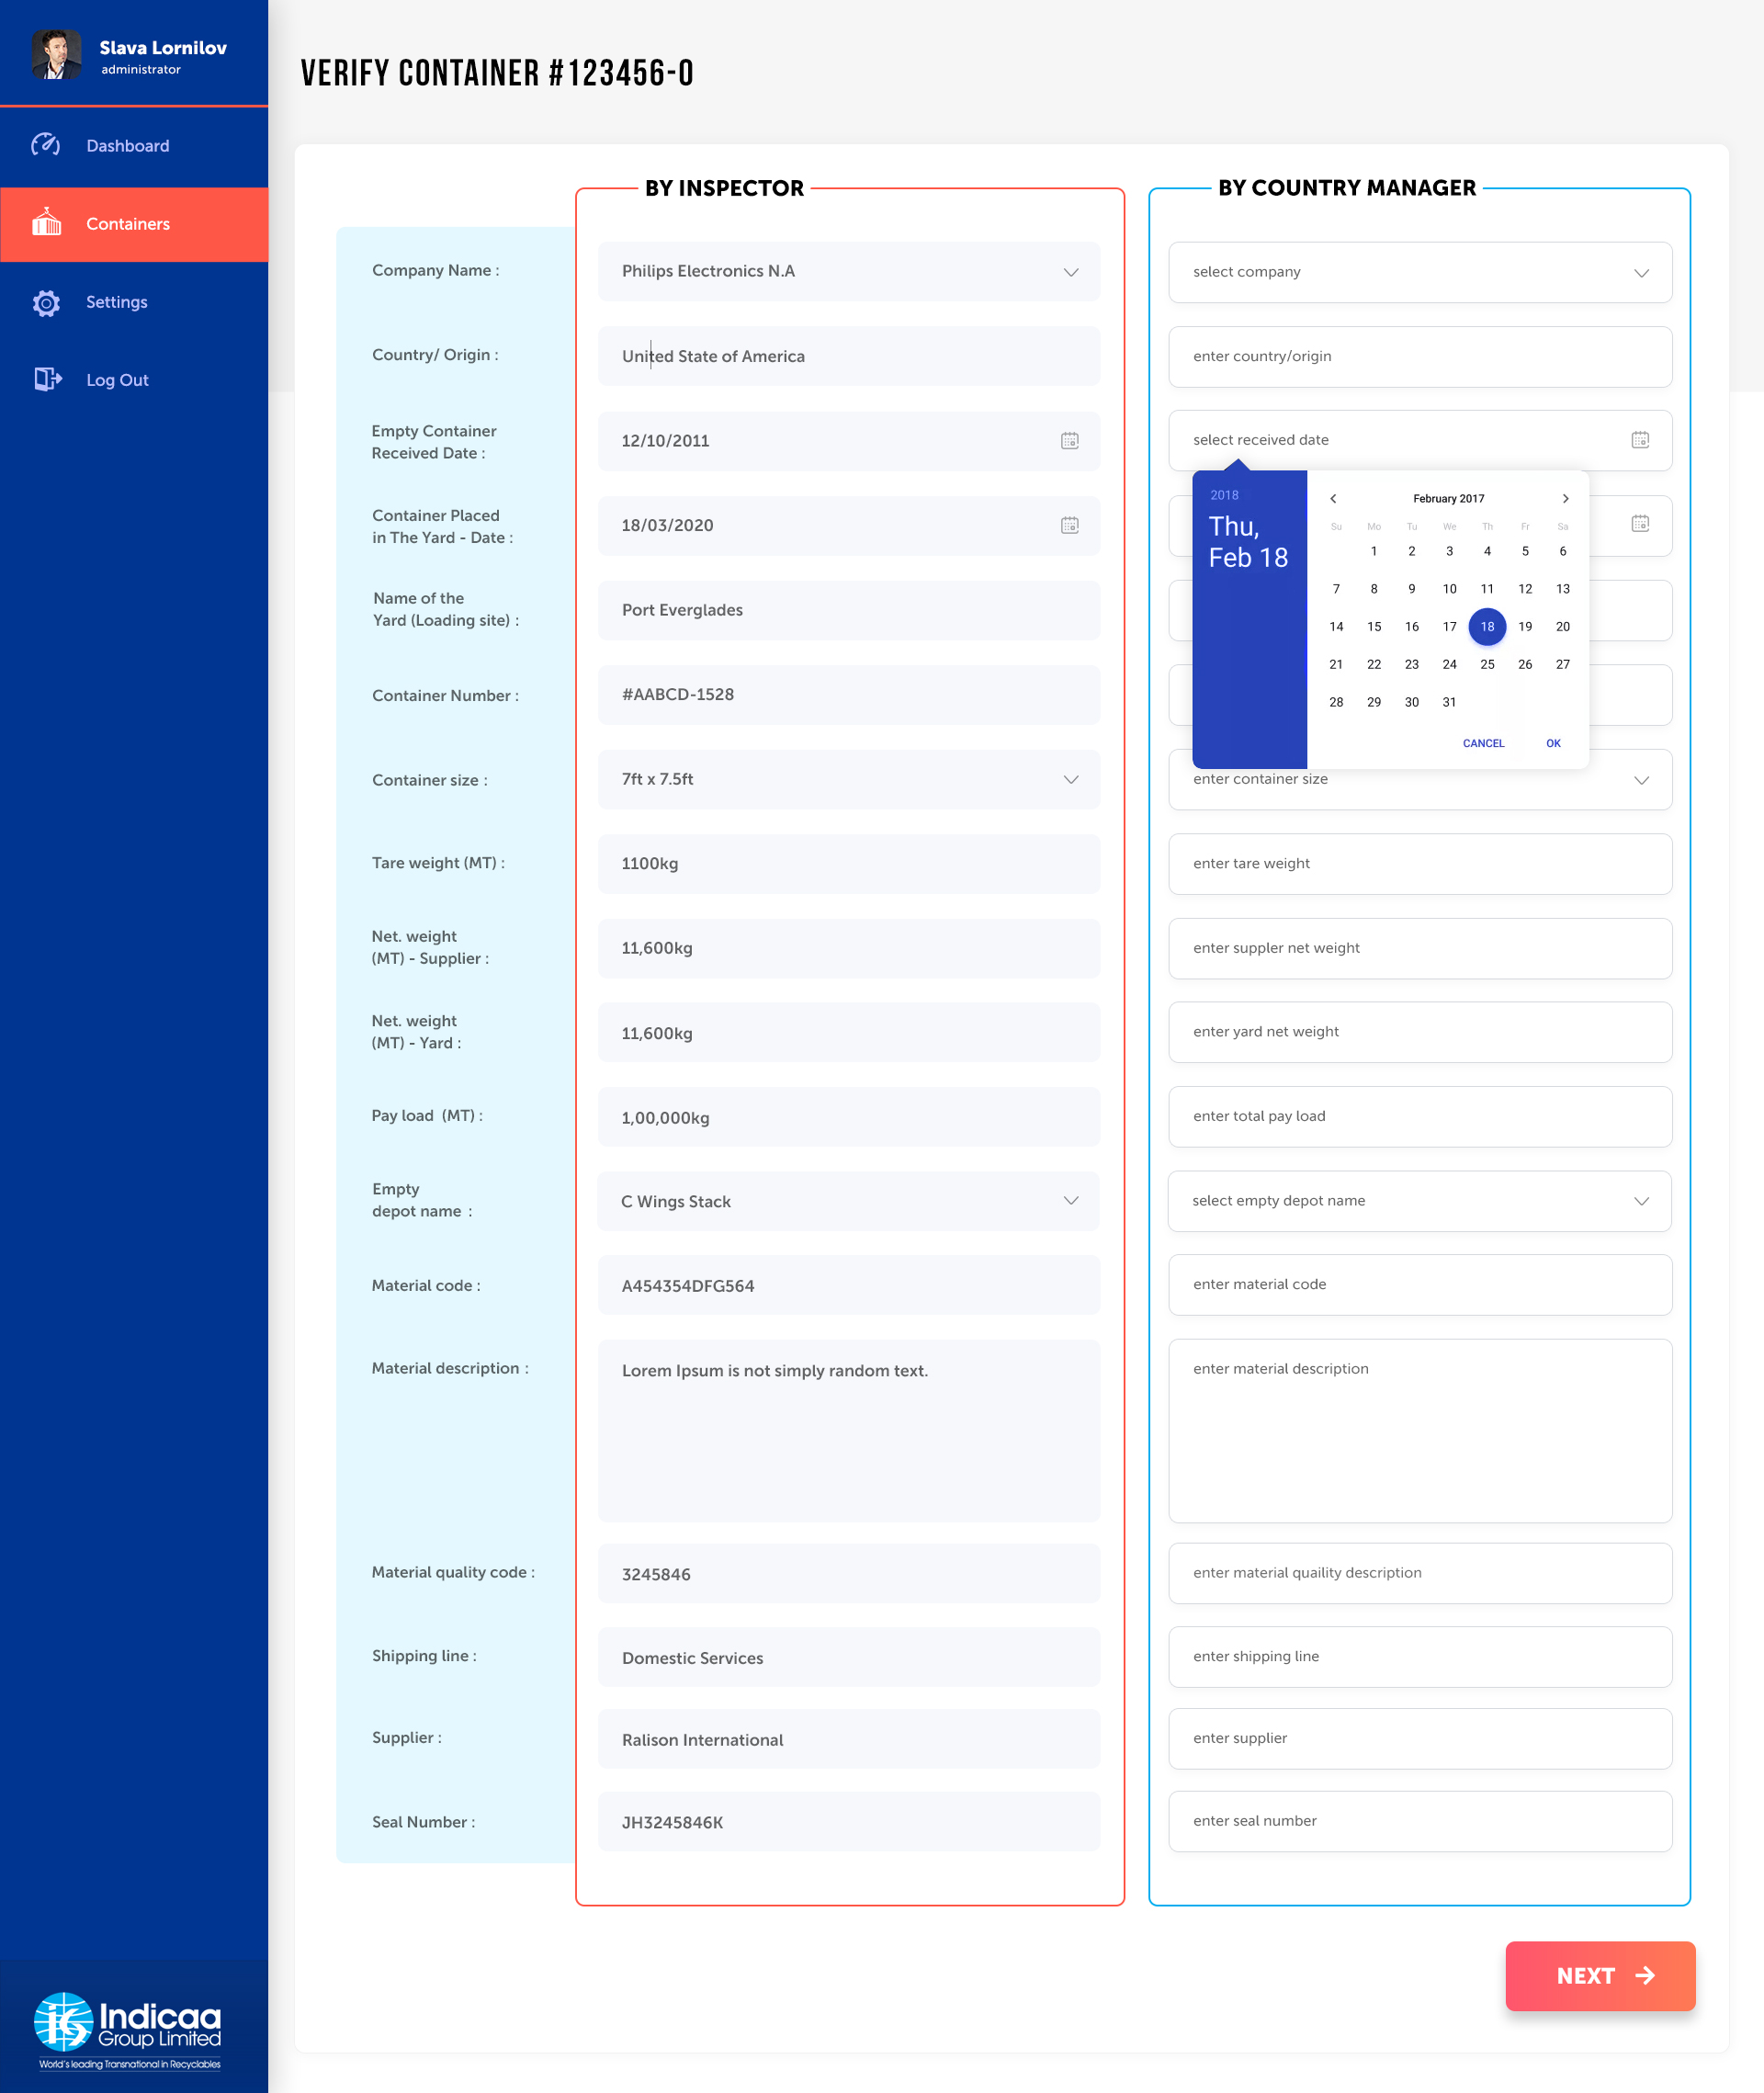 Slava Lornilov
administrator
Dashboard
Containers
Settings
Log Out
Indicaa
Group Limited
World's leading Transnational in Recyclables
VERIFY CONTAINER #123456-0
BY INSPECTOR
BY COUNTRY MANAGER
Company Name :
Philips Electronics N.A
select company
Country/ Origin :
United State of America
enter country/origin
Empty Container
Received Date :
12/10/2011
select received date
Container Placed
in The Yard - Date :
18/03/2020
2018
Thu,
Feb 18
February 2017
Su Mo Tu We Th Fr Sa
1 2 3 4 5 6
7 8 9 10 11 12 13
14 15 16 17 18 19 20
21 22 23 24 25 26 27
28 29 30 31
CANCEL OK
Name of the
Yard (Loading site) :
Port Everglades
Container Number :
#AABCD-1528
Container size :
7ft x 7.5ft
enter container size
Tare weight (MT) :
1100kg
enter tare weight
Net. weight
(MT) - Supplier :
11,600kg
enter suppler net weight
Net. weight
(MT) - Yard :
11,600kg
enter yard net weight
Pay load (MT) :
1,00,000kg
enter total pay load
Empty
depot name :
C Wings Stack
select empty depot name
Material code :
A454354DFG564
enter material code
Material description :
Lorem Ipsum is not simply random text.
enter material description
Material quality code :
3245846
enter material quaility description
Shipping line :
Domestic Services
enter shipping line
Supplier :
Ralison International
enter supplier
Seal Number :
JH3245846K
enter seal number
NEXT